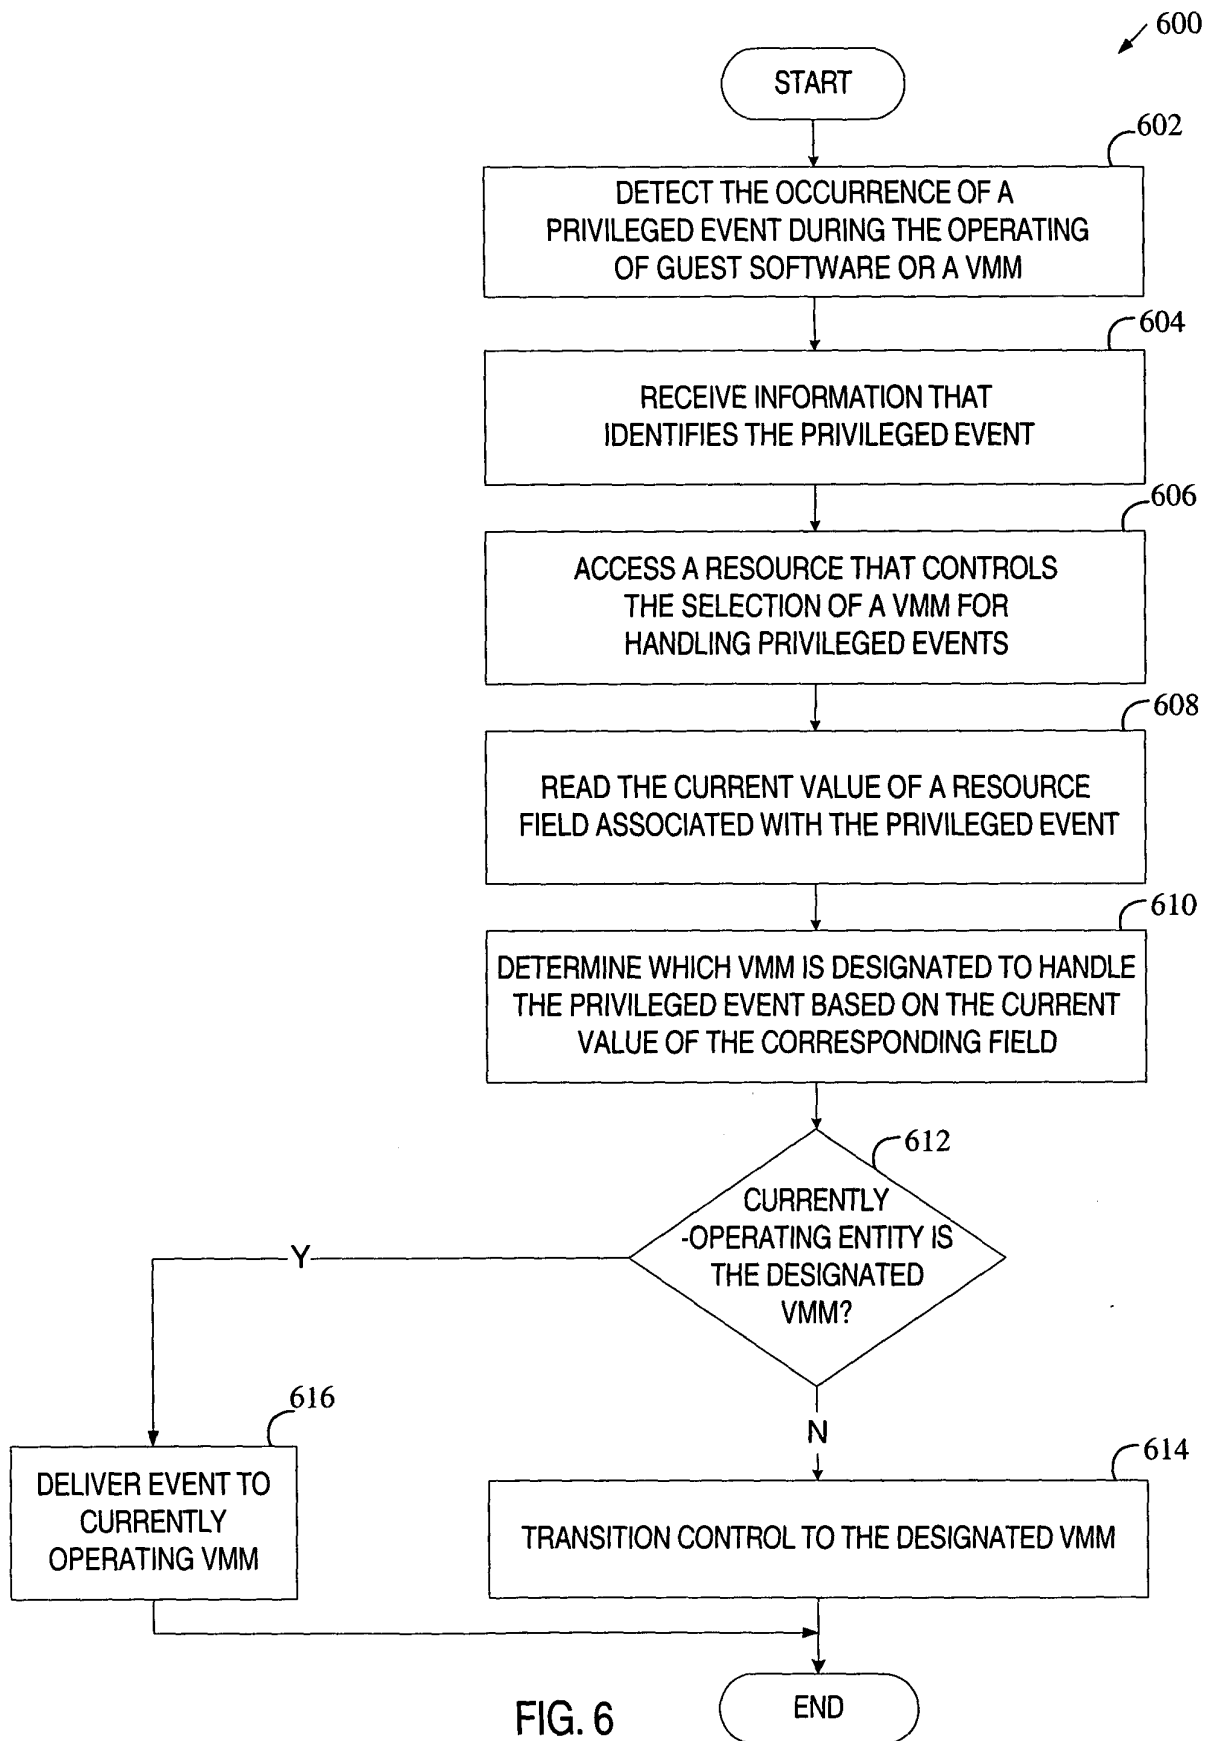 600
START
602
DETECT THE OCCURRENCE OF A
PRIVILEGED EVENT DURING THE OPERATING
OF GUEST SOFTWARE OR A VMM
604
RECEIVE INFORMATION THAT
IDENTIFIES THE PRIVILEGED EVENT
606
ACCESS A RESOURCE THAT CONTROLS
THE SELECTION OF A VMM FOR
HANDLING PRIVILEGED EVENTS
608
READ THE CURRENT VALUE OF A RESOURCE
FIELD ASSOCIATED WITH THE PRIVILEGED EVENT
610
DETERMINE WHICH VMM IS DESIGNATED TO HANDLE
THE PRIVILEGED EVENT BASED ON THE CURRENT
VALUE OF THE CORRESPONDING FIELD
612
CURRENTLY
-OPERATING ENTITY IS
THE DESIGNATED
VMM?
Y
N
616
DELIVER EVENT TO
CURRENTLY
OPERATING VMM
614
TRANSITION CONTROL TO THE DESIGNATED VMM
END
FIG. 6